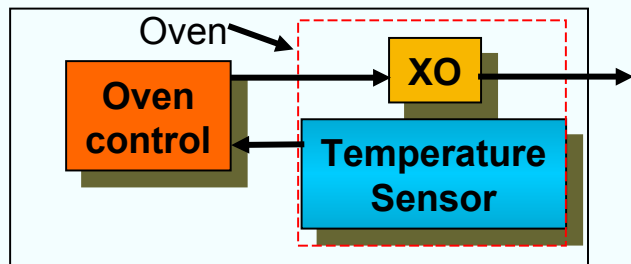 Oven
XO
Oven
control
Temperature
Sensor